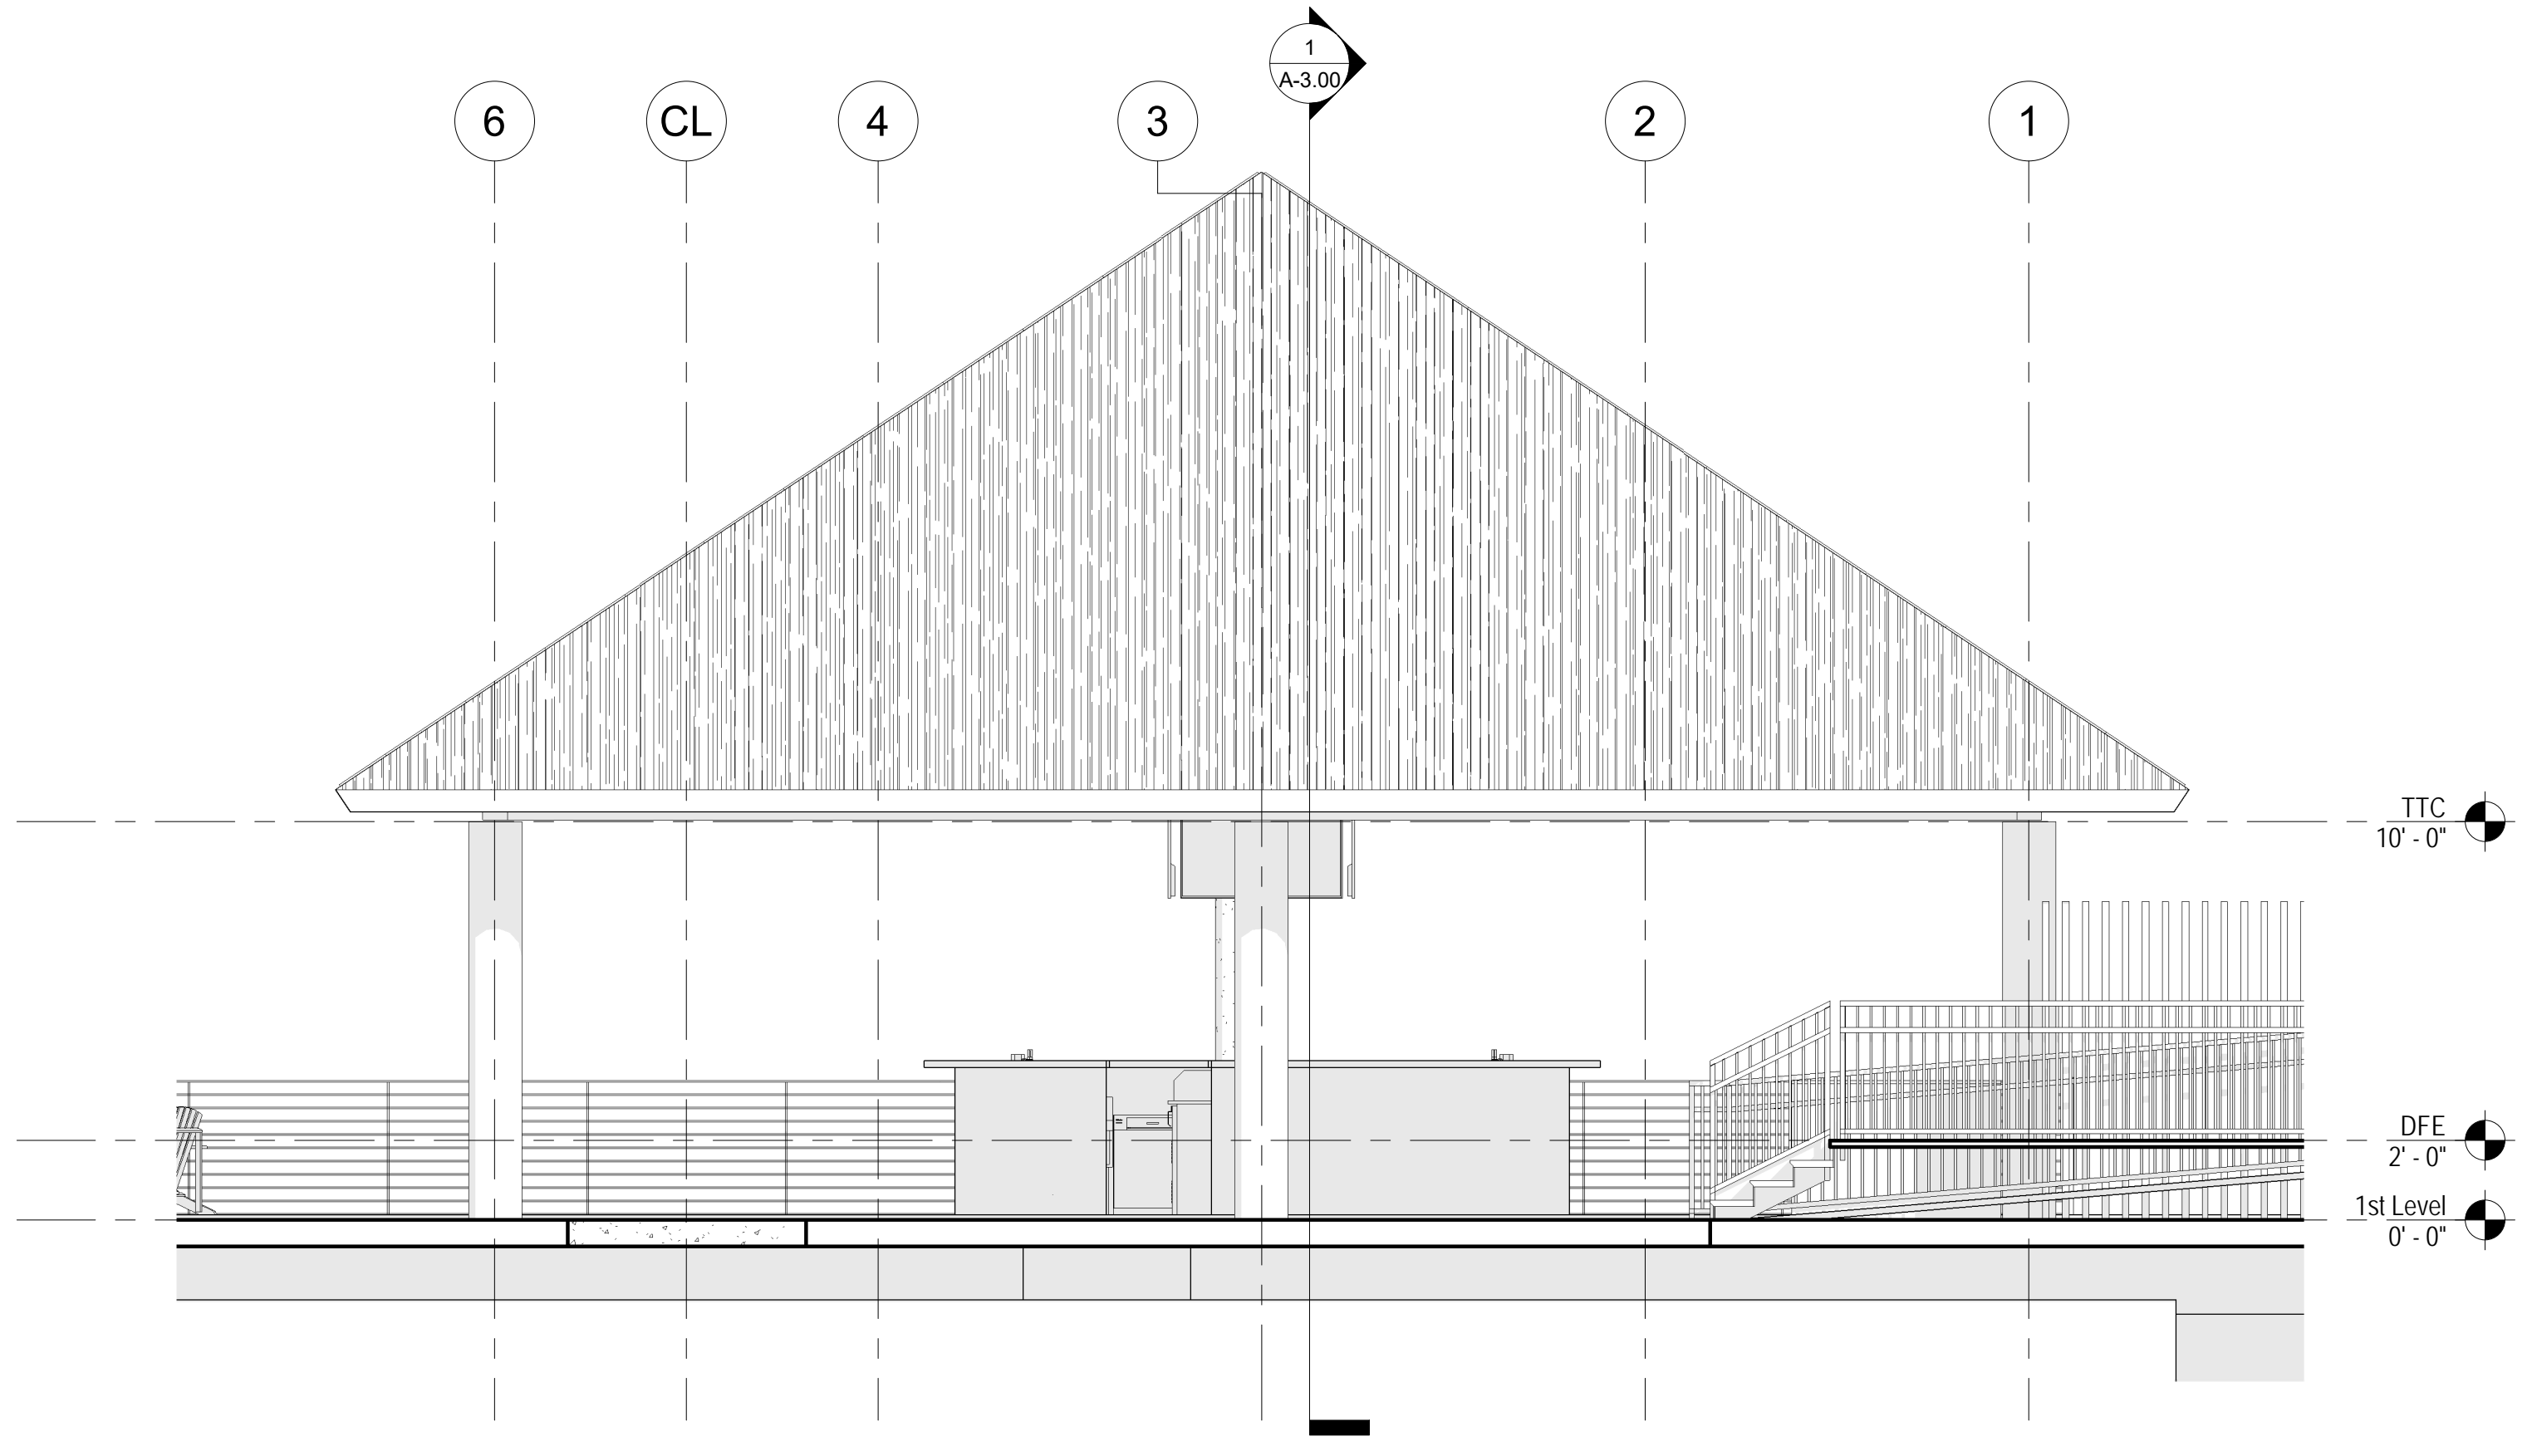 1
A-3.00
6
CL
4
3
2
1
TTC
10' - 0"
DFE
2' - 0"
1st Level
0' - 0"